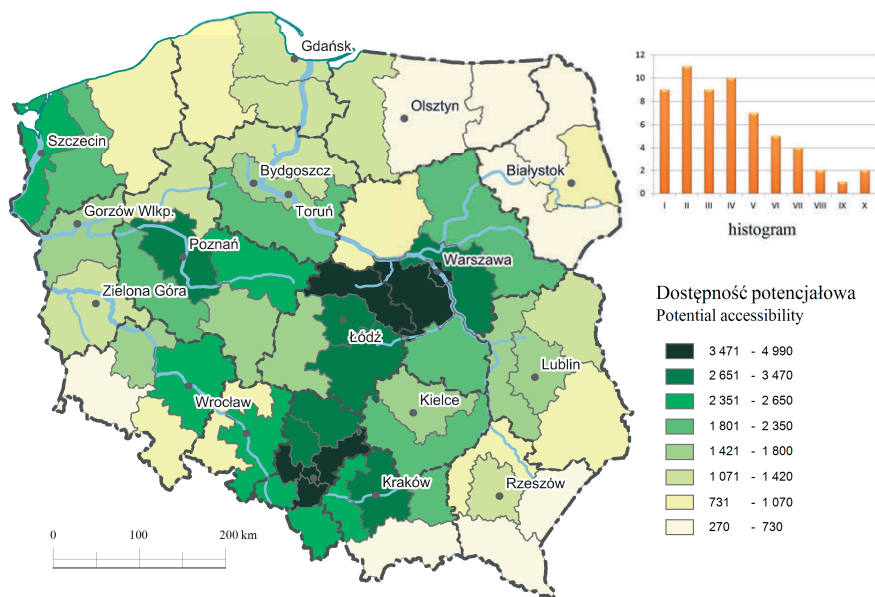 Gdańsk
Olsztyn
Szczecin
Białystok
Bydgoszcz
Toruń
Gorzów Wlkp.
Poznań
Warszawa
Zielona Góra
Łódź
Lublin
Wrocław
Kielce
Kraków
Rzeszów
0 100 200 km
12
10
8
6
4
2
0
I II III IV V VI VII VIII IX X
histogram
Dostępność potencjałowa
Potential accessibility
3 471 - 4 990
2 651 - 3 470
2 351 - 2 650
1 801 - 2 350
1 421 - 1 800
1 071 - 1 420
731 - 1 070
270 - 730